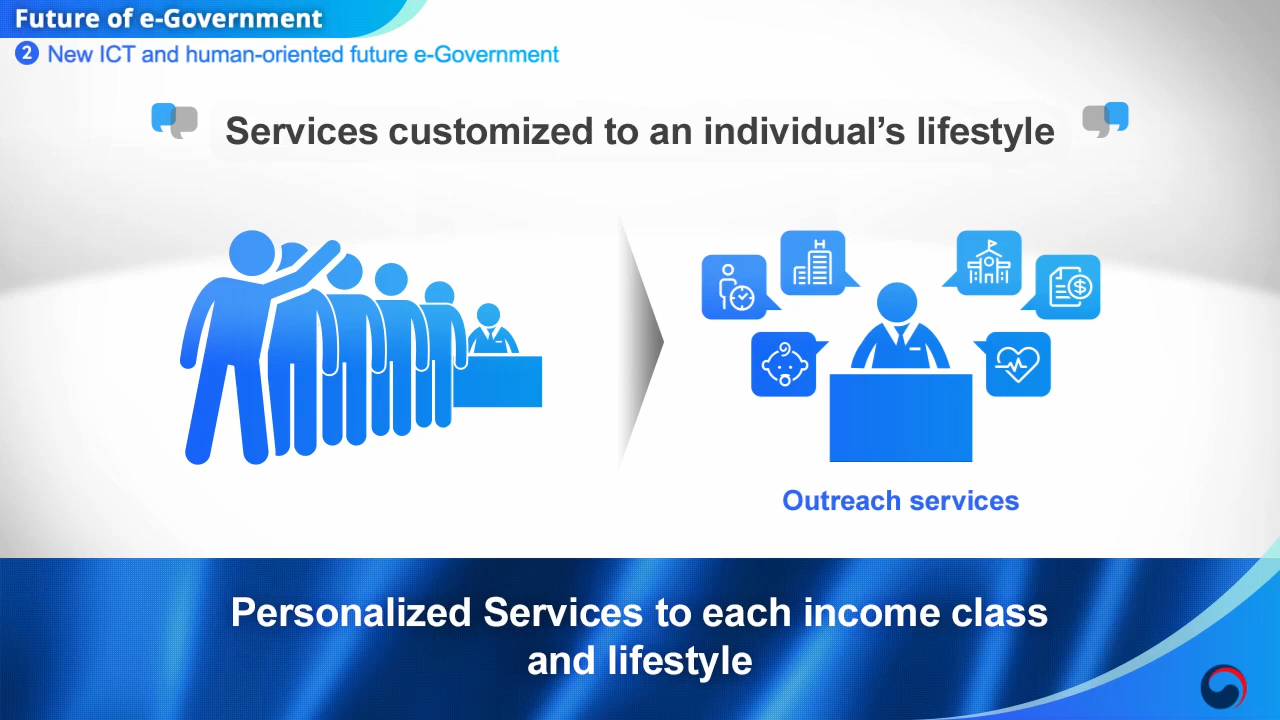 Future of e-Government
2 New ICT and human-oriented future e-Government
Services customized to an individual’s lifestyle
H
$
Outreach services
Personalized Services to each income class
and lifestyle